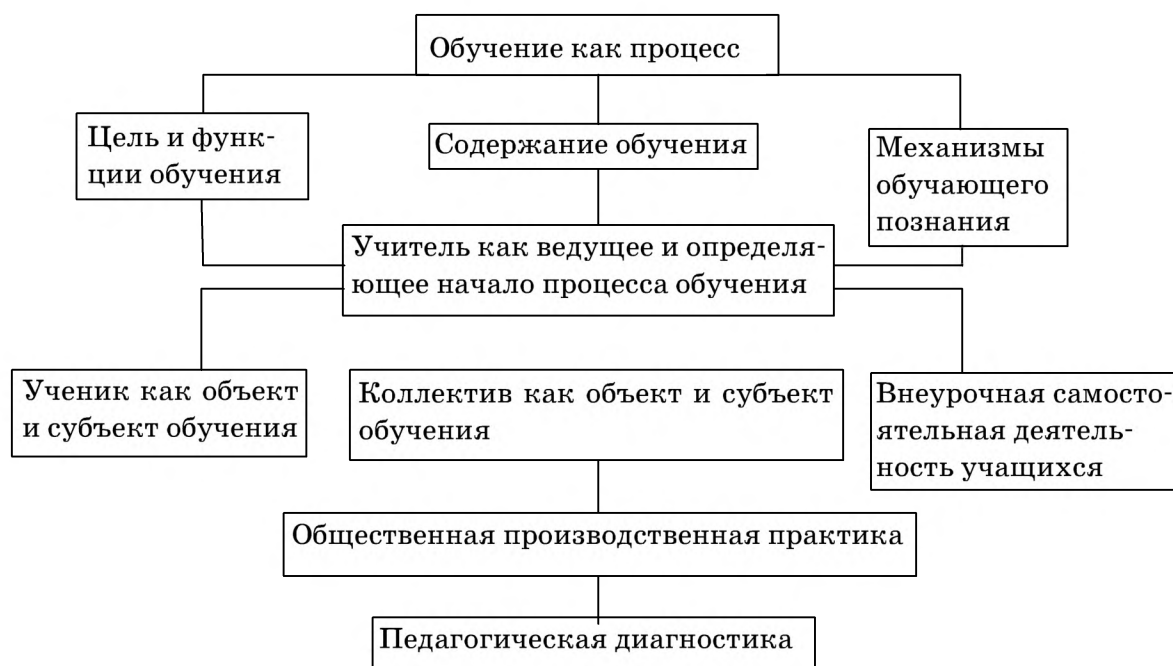 Обучение как процесс
Цель и функ-
ции обучения
Содержание обучения
Механизмы
обучающего
познания
Учитель как ведущее и определя-
ющее начало процесса обучения
Ученик как объект
и субъект обучения
Коллектив как объект и субъект
обучения
Внеурочная самосто-
ятельная деятель-
ность учащихся
Общественная производственная практика
Педагогическая диагностика